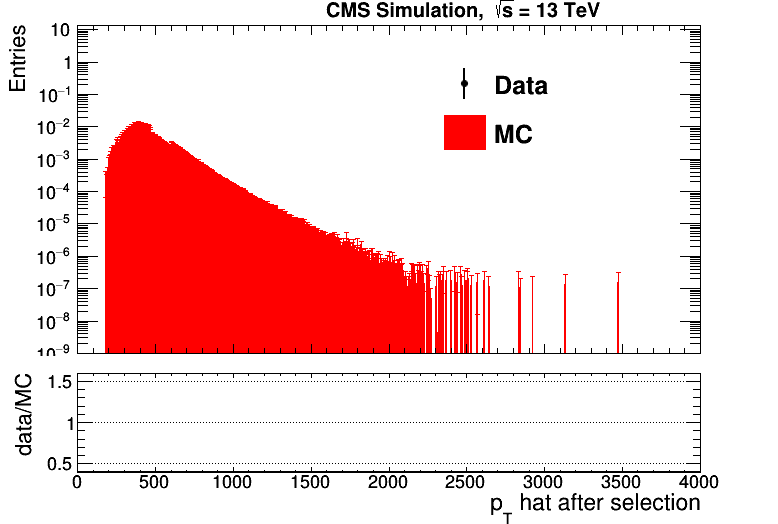 CMS Simulation, √s = 13 TeV
Entries
10
1
10⁻¹
10⁻²
10⁻³
10⁻⁴
10⁻⁵
10⁻⁶
10⁻⁷
10⁻⁸
10⁻⁹
Data
MC
data/MC
1.5
1
0.5
0 500 1000 1500 2000 2500 3000 3500 4000
p_T hat after selection